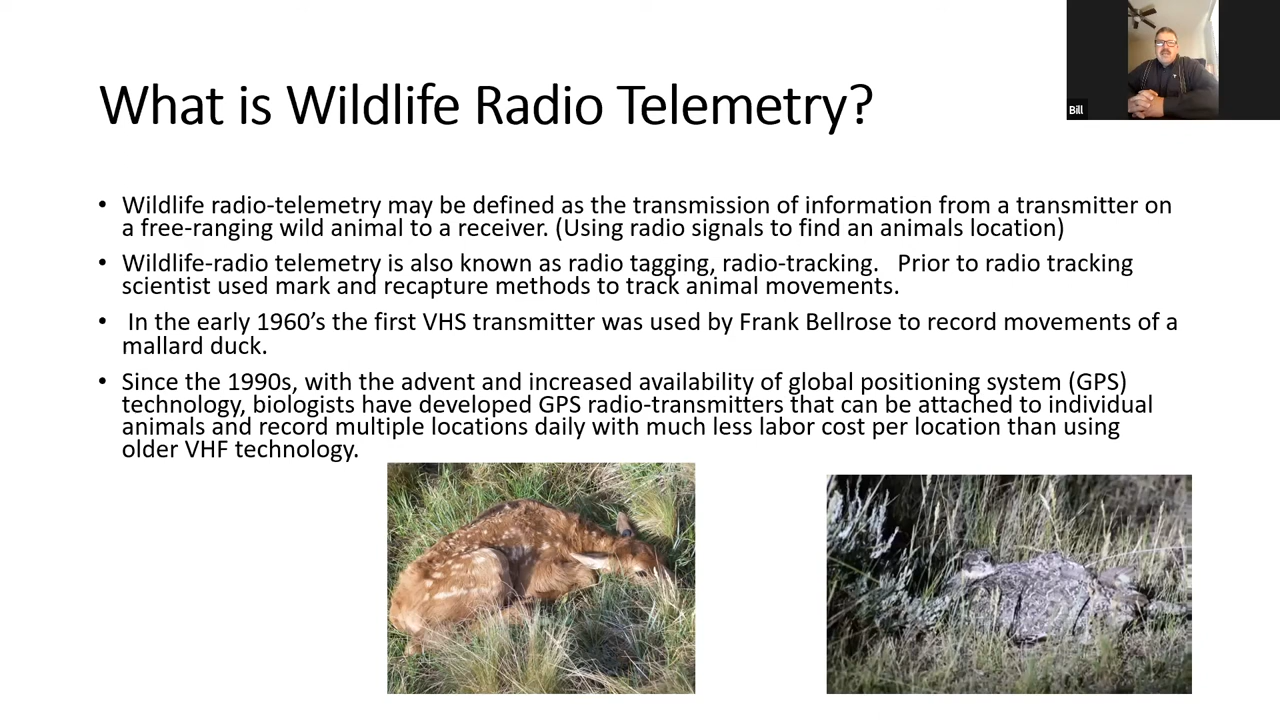 What is Wildlife Radio Telemetry?
Bill
• Wildlife radio-telemetry may be defined as the transmission of information from a transmitter on
a free-ranging wild animal to a receiver. (Using radio signals to find an animals location)
• Wildlife-radio telemetry is also known as radio tagging, radio-tracking.   Prior to radio tracking
scientist used mark and recapture methods to track animal movements.
• In the early 1960’s the first VHS transmitter was used by Frank Bellrose to record movements of a
mallard duck.
• Since the 1990s, with the advent and increased availability of global positioning system (GPS)
technology, biologists have developed GPS radio-transmitters that can be attached to individual
animals and record multiple locations daily with much less labor cost per location than using
older VHF technology.